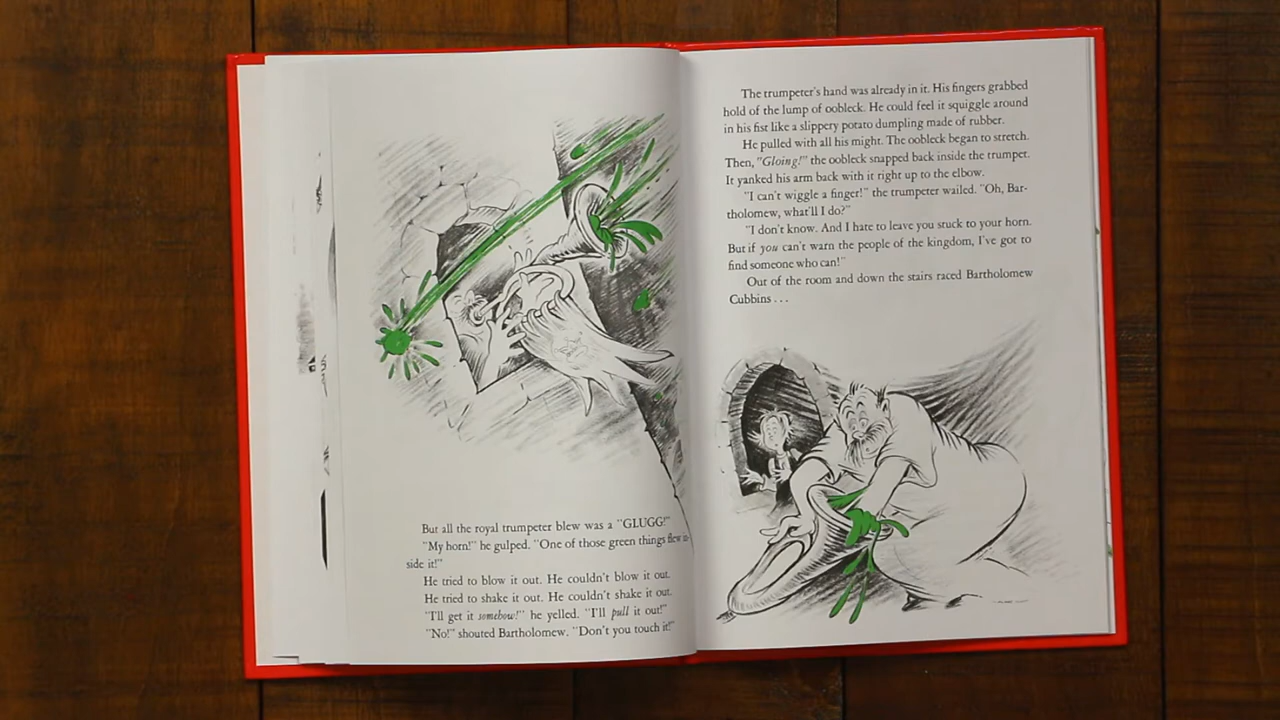 But all the royal trumpeter blew was a "GLUGG!"
"My horn!" he gulped. "One of those green things flew in-
side it!"
He tried to blow it out. He couldn't blow it out.
He tried to shake it out. He couldn't shake it out.
"I'll get it somehow!" he yelled. "I'll pull it out!"
"No!" shouted Bartholomew. "Don't you touch it!"
The trumpeter's hand was already in it. His fingers grabbed
hold of the lump of oobleck. He could feel it squiggle around
in his fist like a slippery potato dumpling made of rubber.
He pulled with all his might. The oobleck began to stretch.
Then, "Gloing!" the oobleck snapped back inside the trumpet.
It yanked his arm back with it right up to the elbow.
"I can't wiggle a finger!" the trumpeter wailed. "Oh, Bar-
tholomew, what'll I do?"
"I don't know. And I hate to leave you stuck to your horn.
But if you can't warn the people of the kingdom, I've got to
find someone who can!"
Out of the room and down the stairs raced Bartholomew
Cubbins . . .